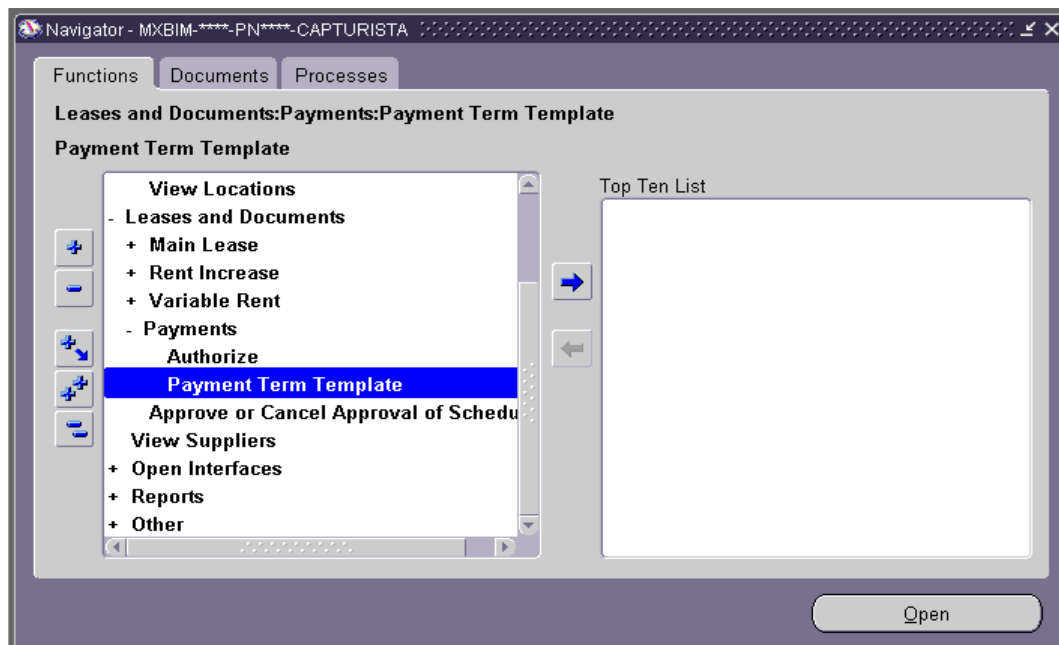 Navigator - MXBIM-****-PN****-CAPTURISTA
Functions Documents Processes
Leases and Documents:Payments:Payment Term Template
Payment Term Template
View Locations
- Leases and Documents
+ Main Lease
+ Rent Increase
+ Variable Rent
- Payments
Authorize
Payment Term Template
Approve or Cancel Approval of Schedu
View Suppliers
+ Open Interfaces
+ Reports
+ Other
Top Ten List
Open